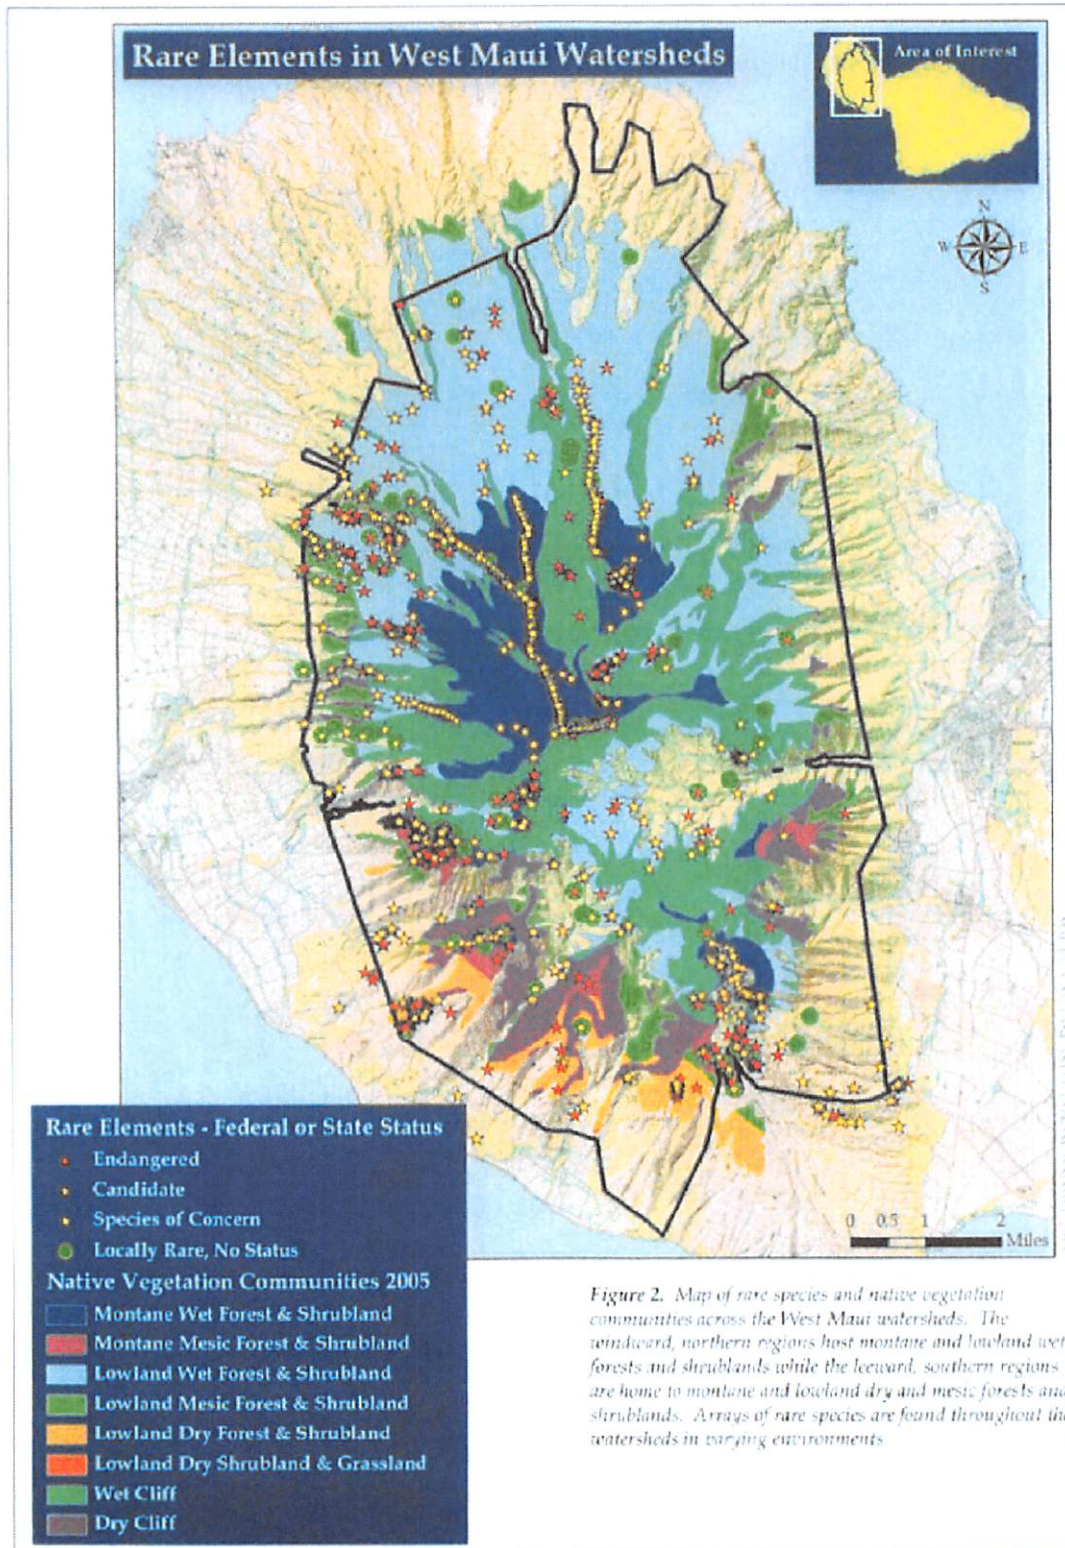 Rare Elements in West Maui Watersheds
Area of Interest
N
W
E
S
0 0.5 1 2
Miles
Rare Elements - Federal or State Status
Endangered
Candidate
Species of Concern
Locally Rare, No Status
Native Vegetation Communities 2005
Montane Wet Forest & Shrubland
Montane Mesic Forest & Shrubland
Lowland Wet Forest & Shrubland
Lowland Mesic Forest & Shrubland
Lowland Dry Forest & Shrubland
Lowland Dry Shrubland & Grassland
Wet Cliff
Dry Cliff
Figure 2. Map of rare species and native vegetation
communities across the West Maui watersheds. The
windward, northern regions host montane and lowland wet
forests and shrublands while the leeward, southern regions
are home to montane and lowland dry and mesic forests and
shrublands. Arrays of rare species are found throughout the
watersheds in varying environments